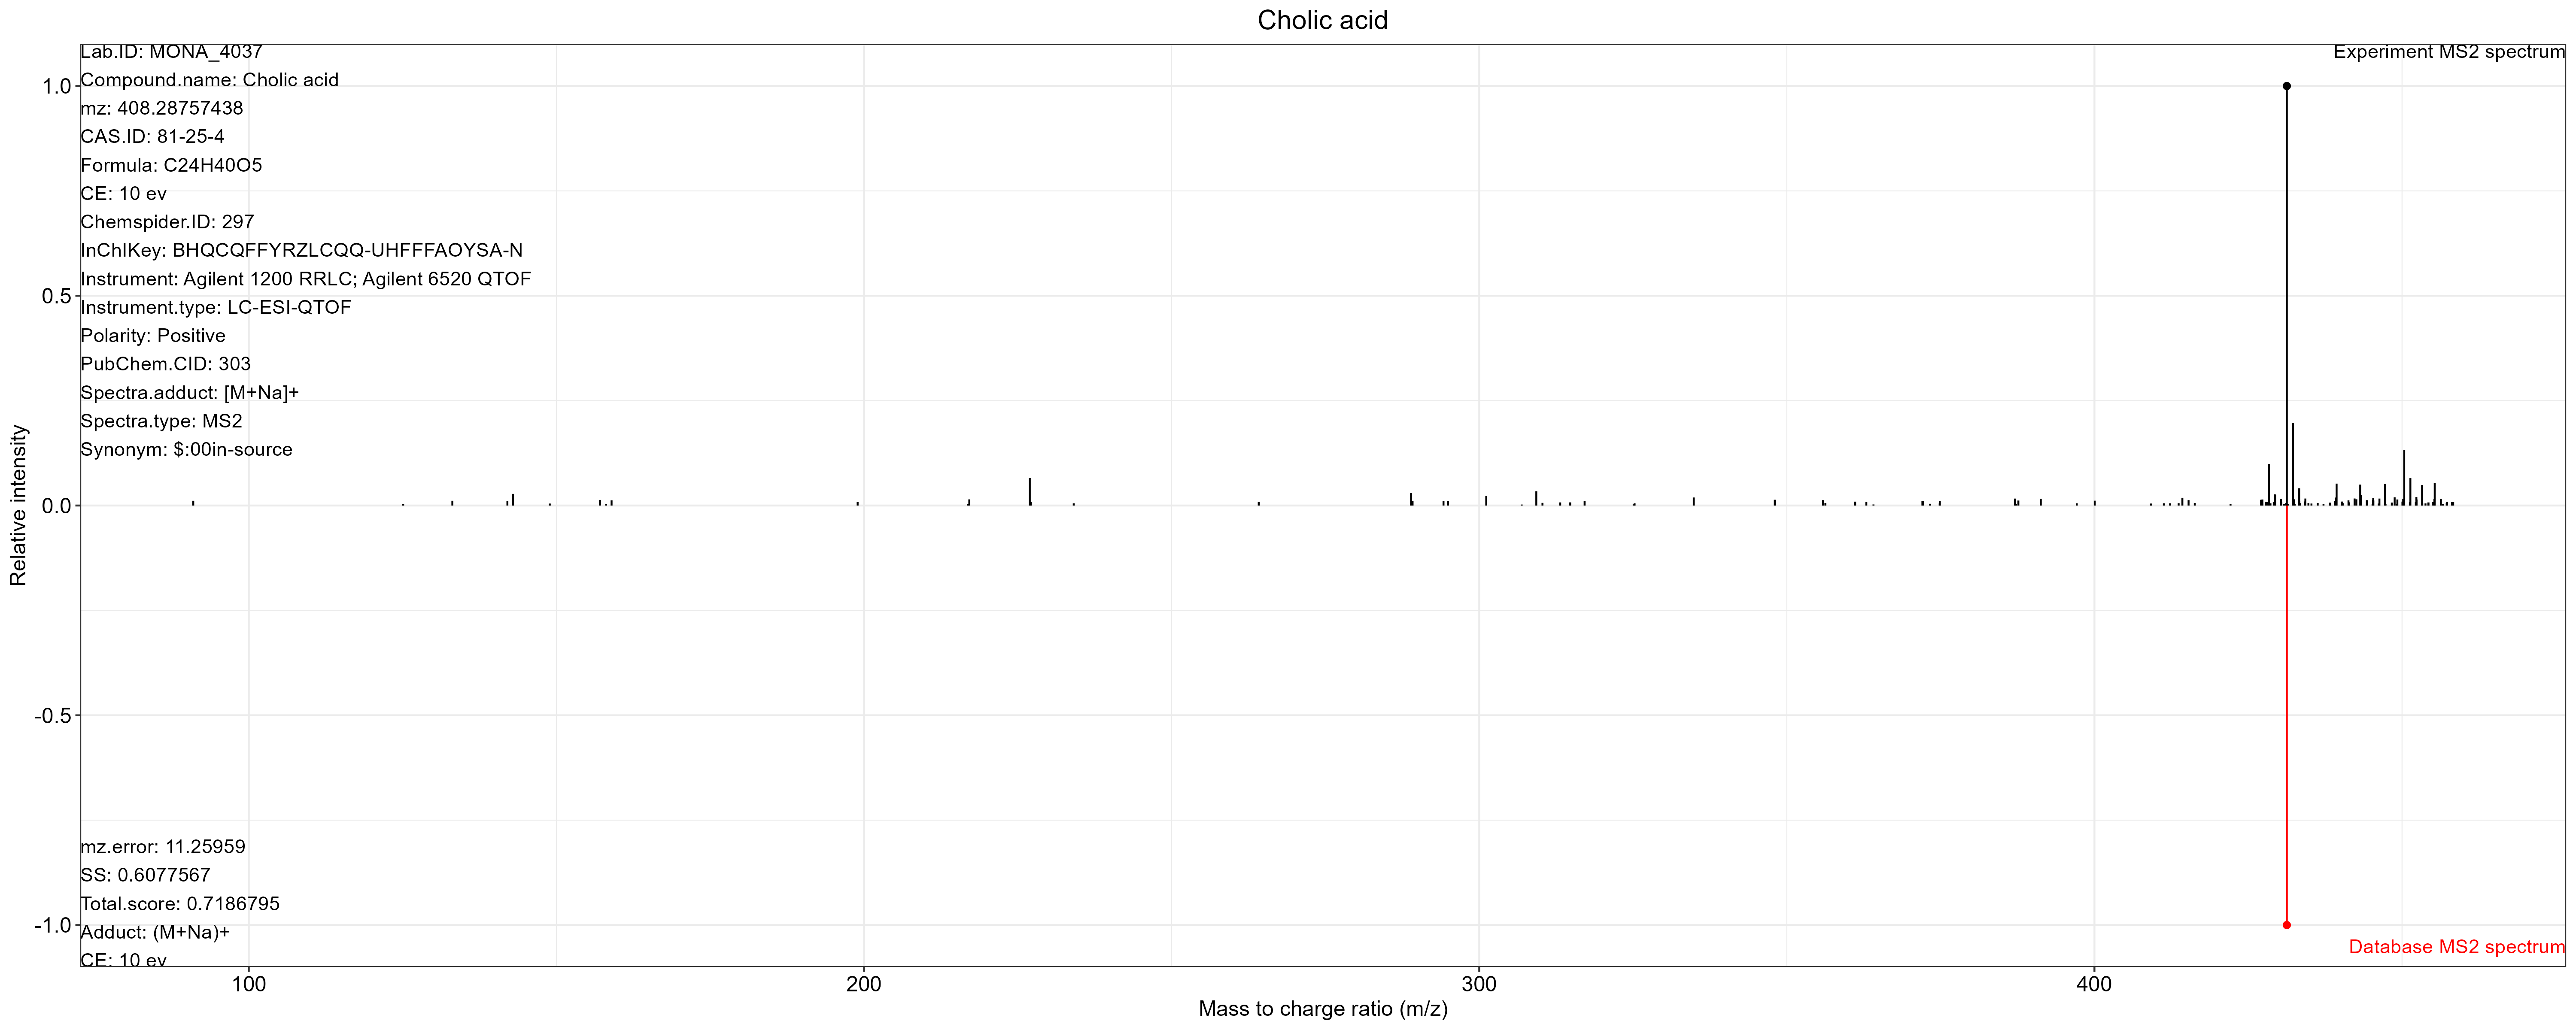 Cholic acid
Lab.ID: MONA_4037
Experiment MS2 spectrum
Compound.name: Cholic acid
mz: 408.28757438
CAS.ID: 81-25-4
Formula: C24H40O5
CE: 10 ev
Chemspider.ID: 297
InChIKey: BHQCQFFYRZLCQQ-UHFFFAOYSA-N
Instrument: Agilent 1200 RRLC; Agilent 6520 QTOF
Instrument.type: LC-ESI-QTOF
Polarity: Positive
PubChem.CID: 303
Spectra.adduct: [M+Na]+
Spectra.type: MS2
Synonym: $:00in-source
mz.error: 11.25959
SS: 0.6077567
Total.score: 0.7186795
Adduct: (M+Na)+
CE: 10 ev
Database MS2 spectrum
1.0
0.5
0.0
-0.5
-1.0
Relative intensity
100
200
300
400
Mass to charge ratio (m/z)